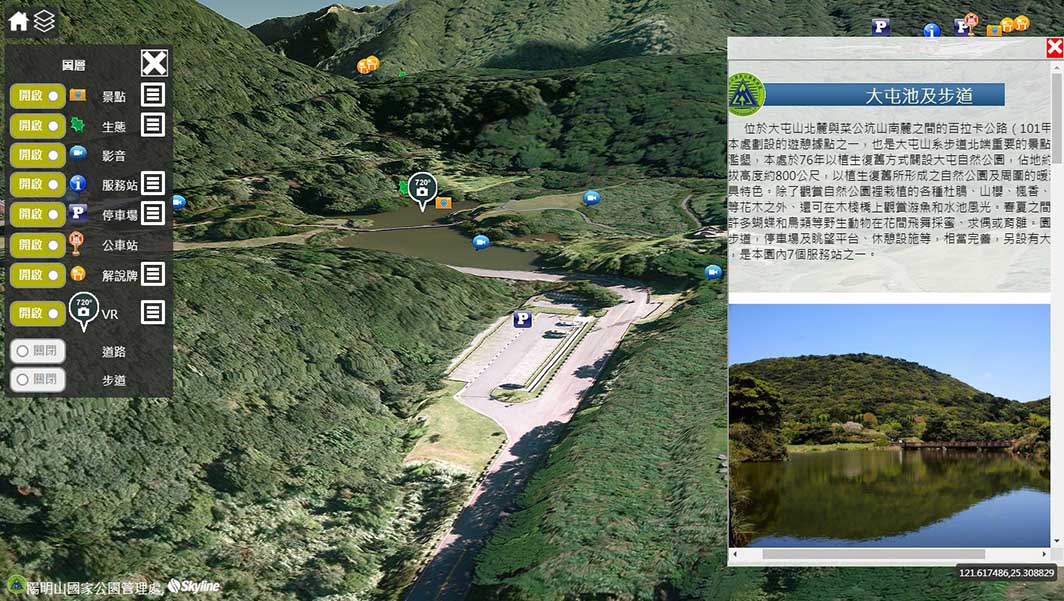 圖層
開啟 景點
開啟 生態
開啟 影音
開啟 服務站
開啟 停車場
開啟 公車站
開啟 解說牌
開啟 720° VR
關閉 道路
關閉 步道
720°
P
P
P
大屯池及步道
位於大屯山北麓與菜公坑山南麓之間的百拉卡公路（101甲
本處劃設的遊憩據點之一，也是大屯山系步道北端重要的景點
濫墾，本處於76年以植生復舊方式開設大屯自然公園，佔地約
拔高度約800公尺，以植生復舊所形成之自然公園及周圍的暖
具特色。除了觀賞自然公園裡栽植的各種杜鵑、山櫻、楓香、
等花木之外、還可在木棧橋上觀賞游魚和水池風光。春夏之間
許多蝴蝶和鳥類等野生動物在花間飛舞採蜜、求偶或育雛。園
步道，停車場及眺望平台、休憩設施等，相當完善，另設有大
，是本園內7個服務站之一。
陽明山國家公園管理處, Skyline
121.617486,25.308829